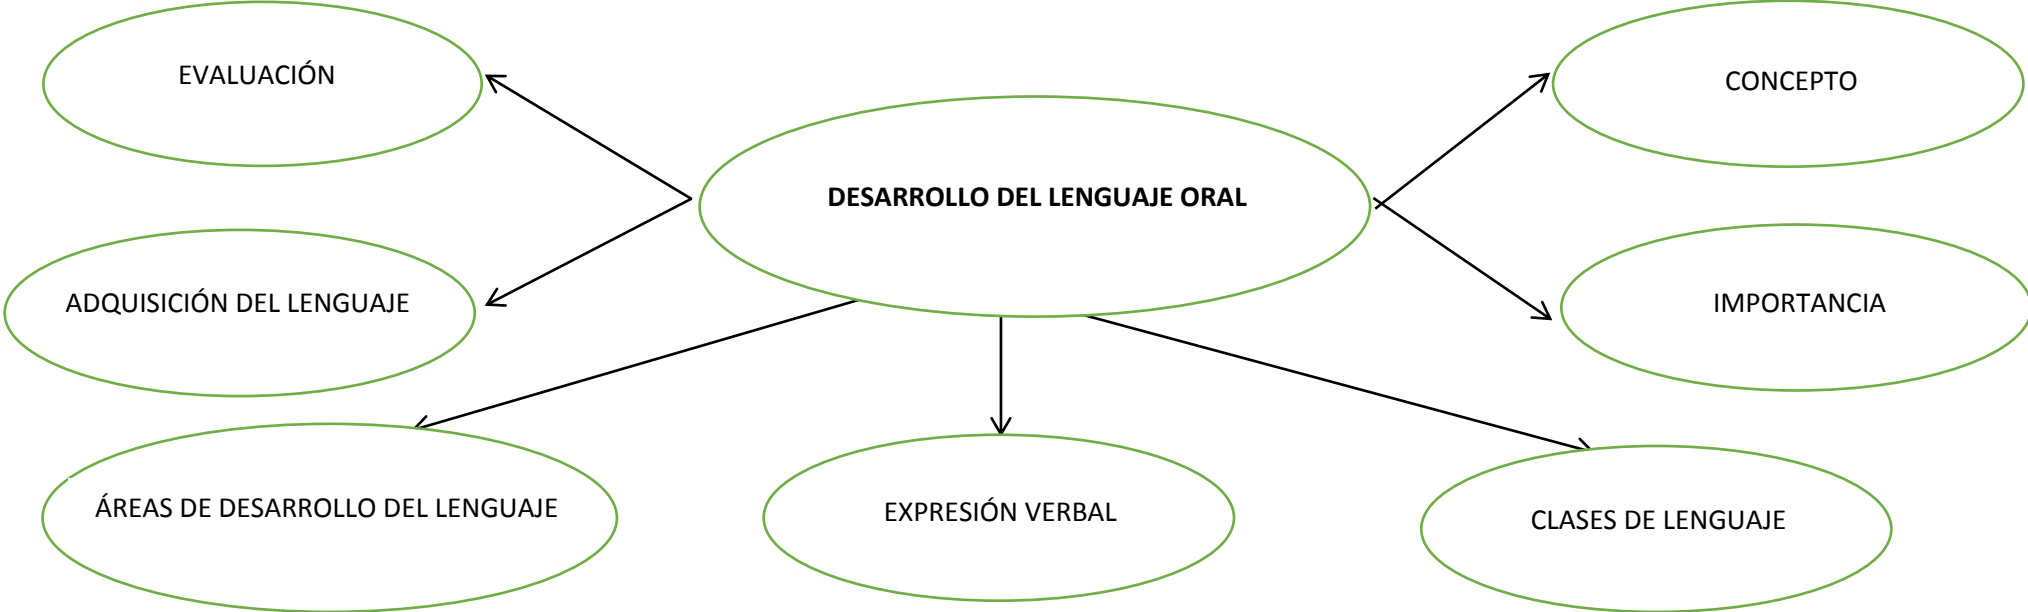 EVALUACIÓN
CONCEPTO
DESARROLLO DEL LENGUAJE ORAL
ADQUISICIÓN DEL LENGUAJE
IMPORTANCIA
ÁREAS DE DESARROLLO DEL LENGUAJE
EXPRESIÓN VERBAL
CLASES DE LENGUAJE